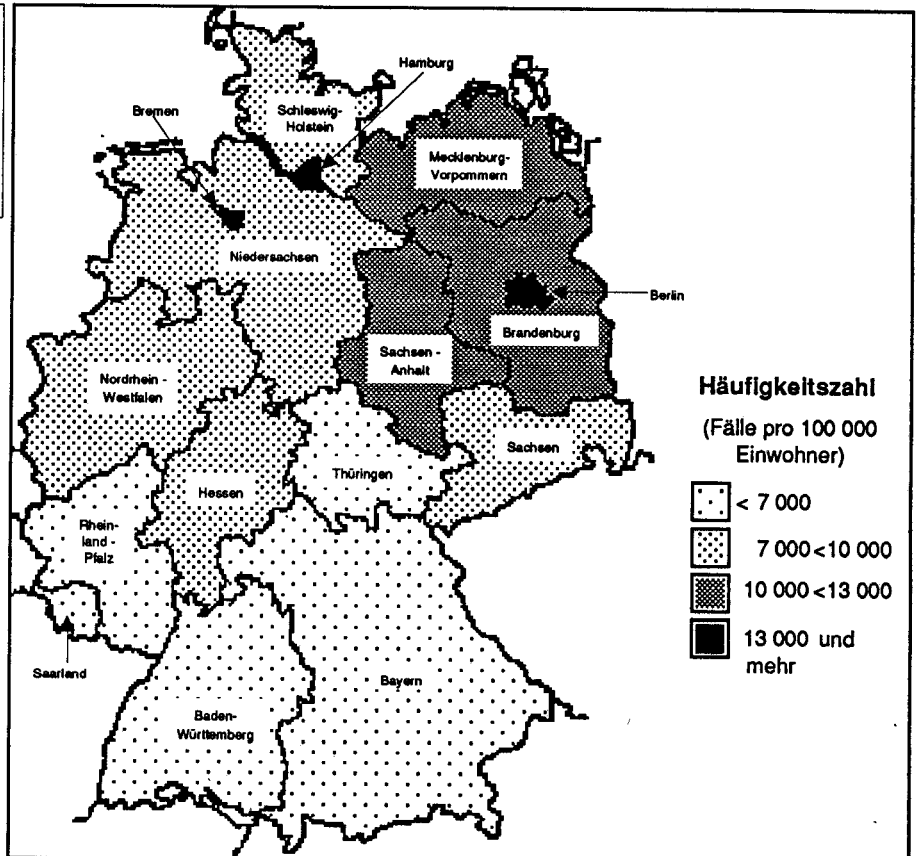 Hamburg
Bremen
Schleswig-
Holstein
Mecklenburg-
Vorpommern
Niedersachsen
Berlin
Brandenburg
Sachsen -
Anhalt
Nordrhein -
Westfalen
Häufigkeitszahl
(Fälle pro 100 000
Einwohner)
< 7 000
7 000<10 000
10 000<13 000
13 000 und
mehr
Sachsen
Thüringen
Hessen
Rhein-
land -
Pfalz
Saarland
Bayern
Baden-
Württemberg